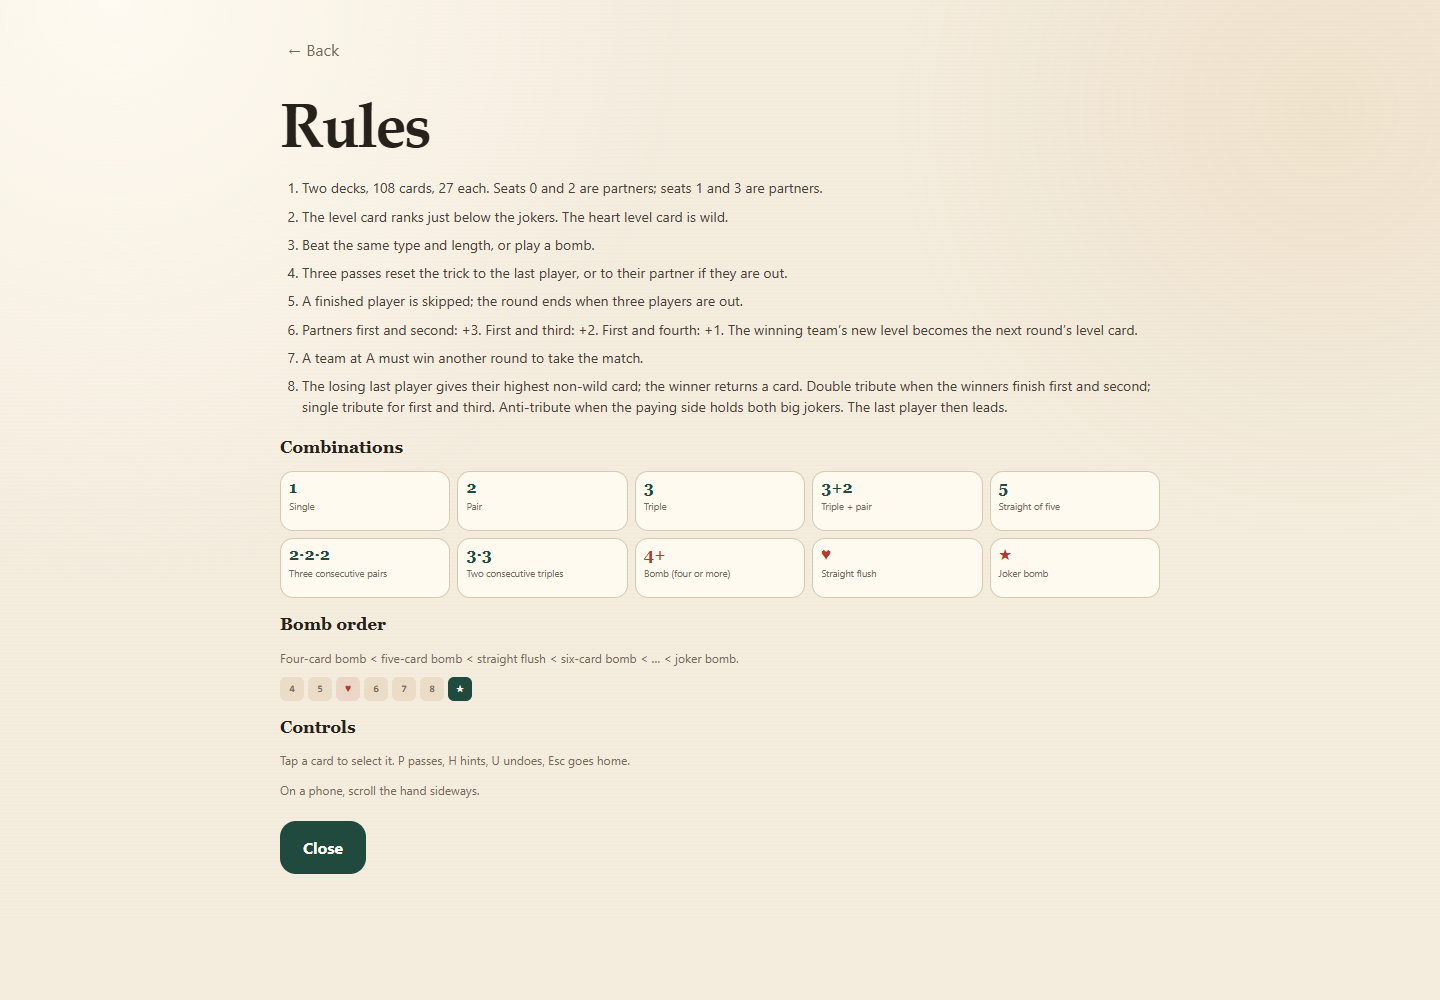 ← Back
Rules
1. Two decks, 108 cards, 27 each. Seats 0 and 2 are partners; seats 1 and 3 are partners.
2. The level card ranks just below the jokers. The heart level card is wild.
3. Beat the same type and length, or play a bomb.
4. Three passes reset the trick to the last player, or to their partner if they are out.
5. A finished player is skipped; the round ends when three players are out.
6. Partners first and second: +3. First and third: +2. First and fourth: +1. The winning team’s new level becomes the next round’s level card.
7. A team at A must win another round to take the match.
8. The losing last player gives their highest non-wild card; the winner returns a card. Double tribute when the winners finish first and second;
single tribute for first and third. Anti-tribute when the paying side holds both big jokers. The last player then leads.
Combinations
1
Single
2
Pair
3
Triple
3+2
Triple + pair
5
Straight of five
2·2·2
Three consecutive pairs
3·3
Two consecutive triples
4+
Bomb (four or more)
♥
Straight flush
★
Joker bomb
Bomb order
Four-card bomb < five-card bomb < straight flush < six-card bomb < … < joker bomb.
4 5 ♥ 6 7 8 ★
Controls
Tap a card to select it. P passes, H hints, U undoes, Esc goes home.
On a phone, scroll the hand sideways.
Close